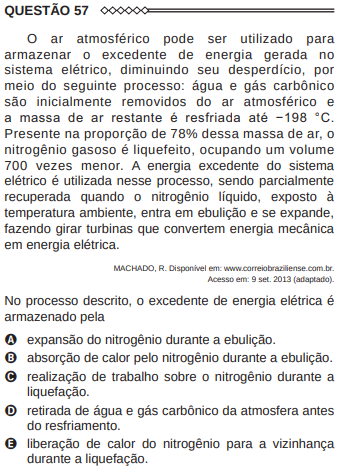 QUESTÃO 57
O ar atmosférico pode ser utilizado para
armazenar o excedente de energia gerada no
sistema elétrico, diminuindo seu desperdício, por
meio do seguinte processo: água e gás carbônico
são inicialmente removidos do ar atmosférico e
a massa de ar restante é resfriada até −198 °C.
Presente na proporção de 78% dessa massa de ar, o
nitrogênio gasoso é liquefeito, ocupando um volume
700 vezes menor. A energia excedente do sistema
elétrico é utilizada nesse processo, sendo parcialmente
recuperada quando o nitrogênio líquido, exposto à
temperatura ambiente, entra em ebulição e se expande,
fazendo girar turbinas que convertem energia mecânica
em energia elétrica.
MACHADO, R. Disponível em: www.correiobraziliense.com.br.
Acesso em: 9 set. 2013 (adaptado).
No processo descrito, o excedente de energia elétrica é
armazenado pela
A expansão do nitrogênio durante a ebulição.
B absorção de calor pelo nitrogênio durante a ebulição.
C realização de trabalho sobre o nitrogênio durante a
liquefação.
D retirada de água e gás carbônico da atmosfera antes
do resfriamento.
E liberação de calor do nitrogênio para a vizinhança
durante a liquefação.